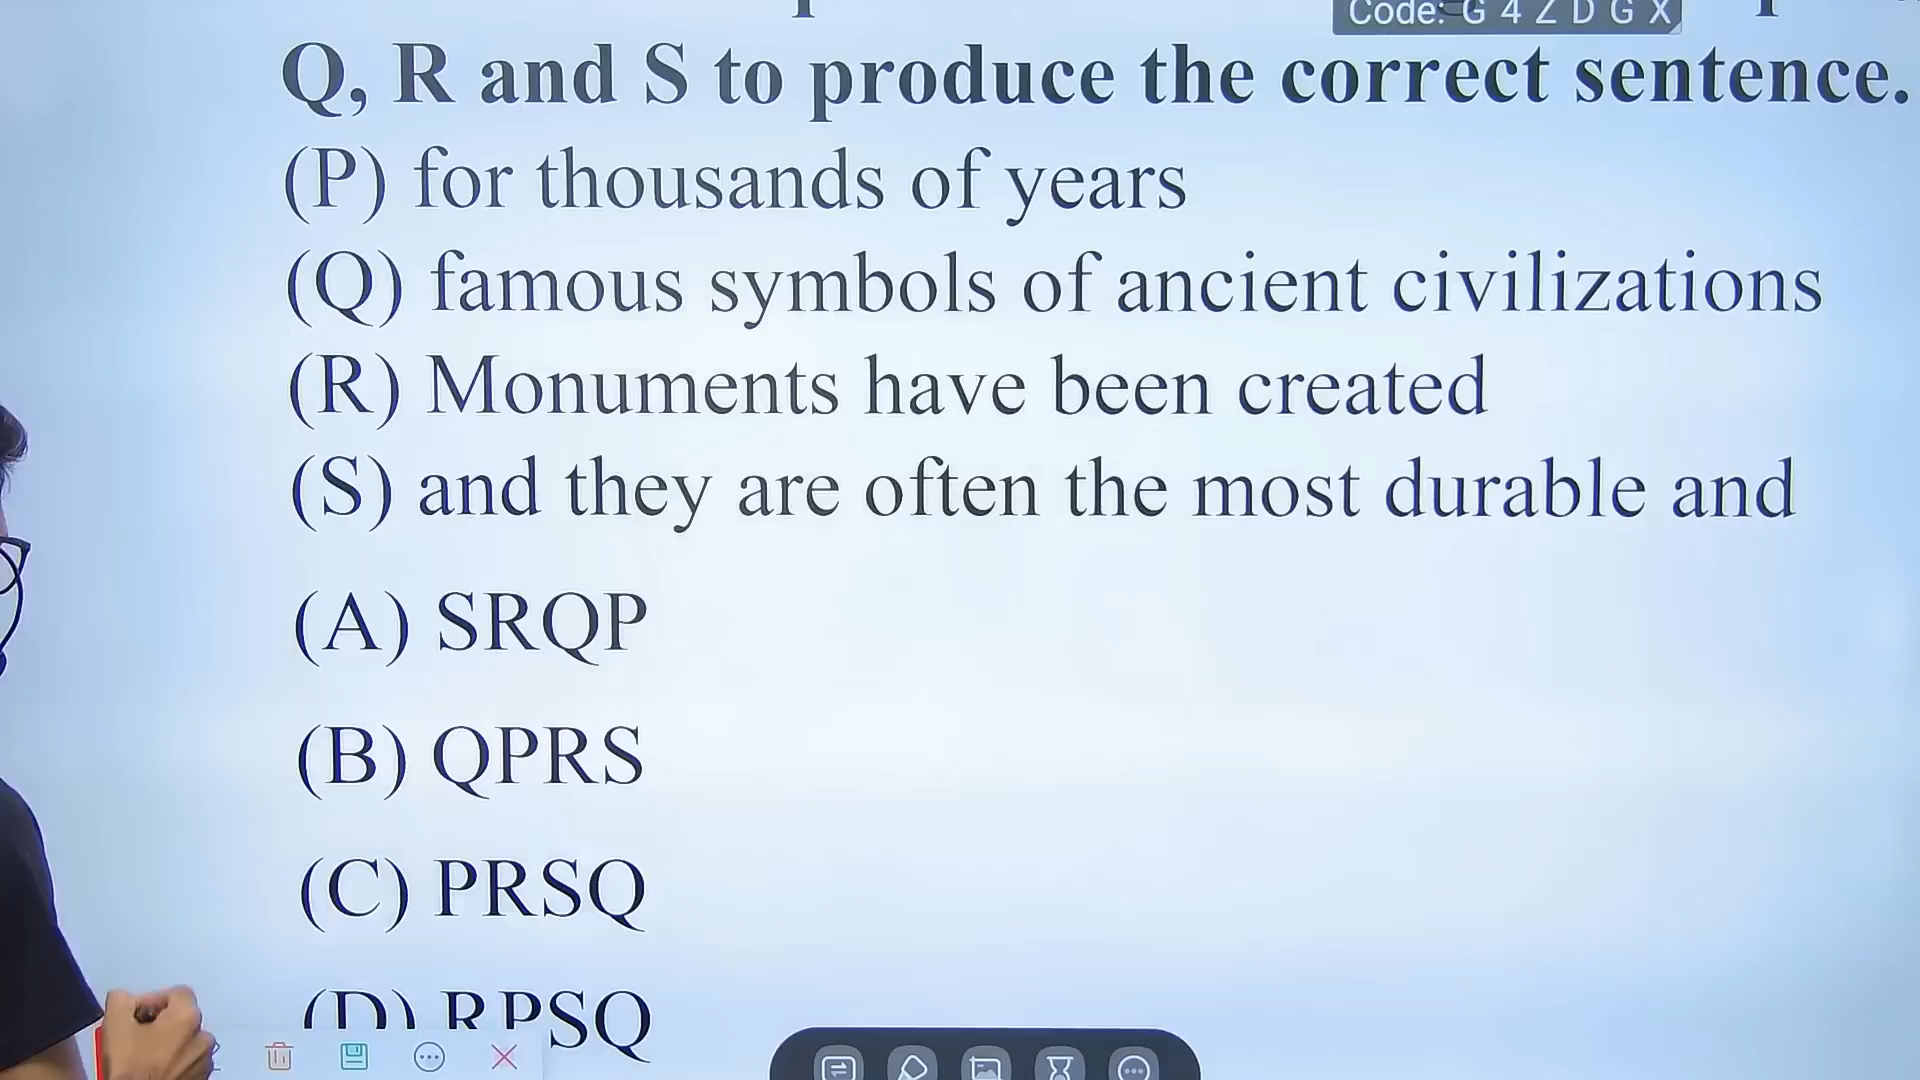 Code: G 4 Z D G X
Q, R and S to produce the correct sentence.
(P) for thousands of years
(Q) famous symbols of ancient civilizations
(R) Monuments have been created
(S) and they are often the most durable and
(A) SRQP
(B) QPRS
(C) PRSQ
(D) RPSQ